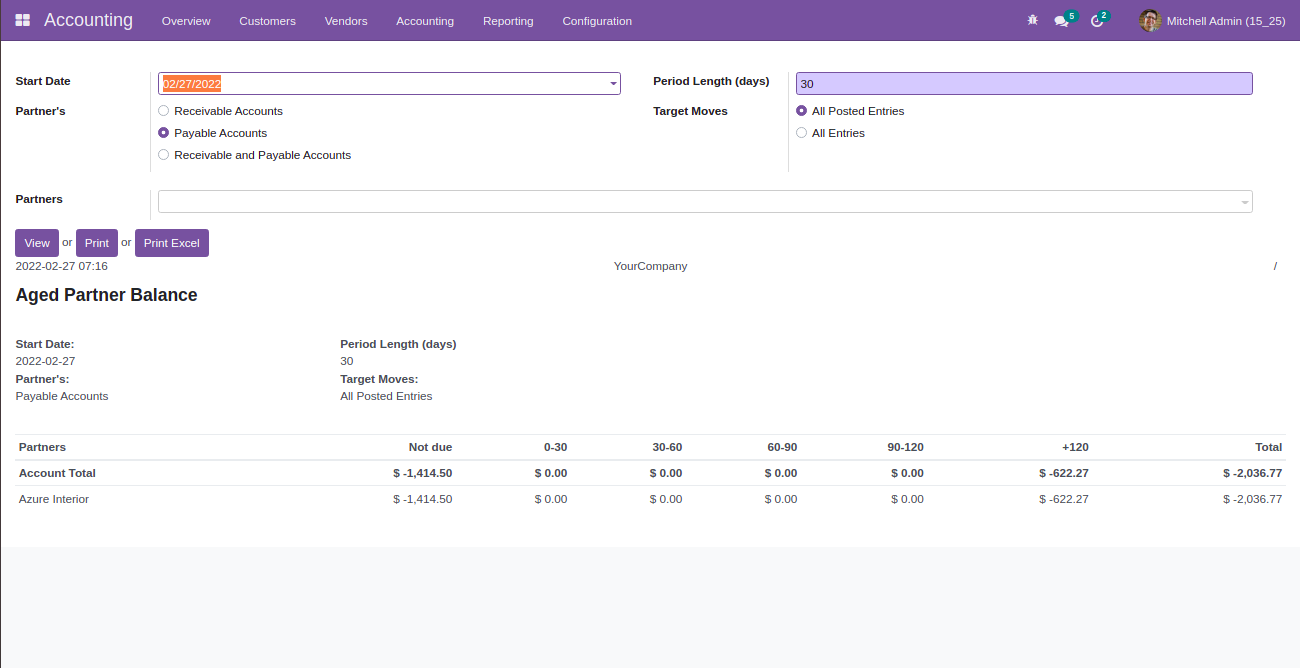 Accounting Overview Customers Vendors Accounting Reporting Configuration 5 2 Mitchell Admin (15_25)
Start Date 02/27/2022 Period Length (days) 30
Partner's Receivable Accounts Target Moves All Posted Entries
Payable Accounts All Entries
Receivable and Payable Accounts
Partners
View or Print or Print Excel
2022-02-27 07:16 YourCompany /
Aged Partner Balance
Start Date: Period Length (days)
2022-02-27 30
Partner's: Target Moves:
Payable Accounts All Posted Entries
Partners Not due 0-30 30-60 60-90 90-120 +120 Total
Account Total $ -1,414.50 $ 0.00 $ 0.00 $ 0.00 $ 0.00 $ -622.27 $ -2,036.77
Azure Interior $ -1,414.50 $ 0.00 $ 0.00 $ 0.00 $ 0.00 $ -622.27 $ -2,036.77